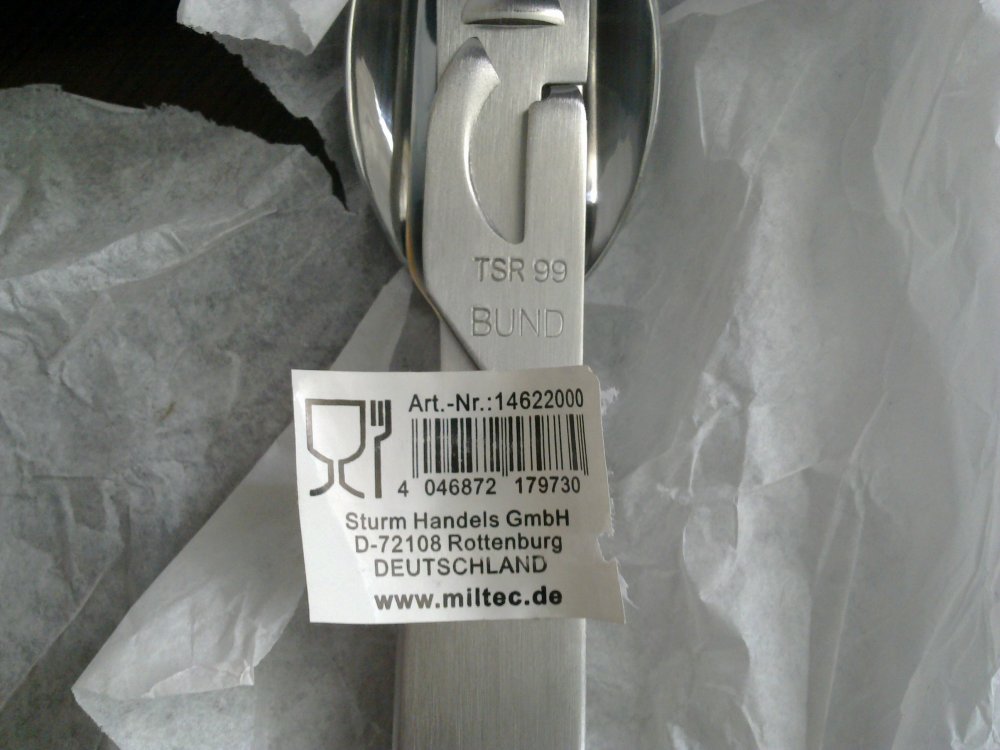 TSR 99
BUND
Art.-Nr.:14622000
4 046872 179730
Sturm Handels GmbH
D-72108 Rottenburg
DEUTSCHLAND
www.miltec.de